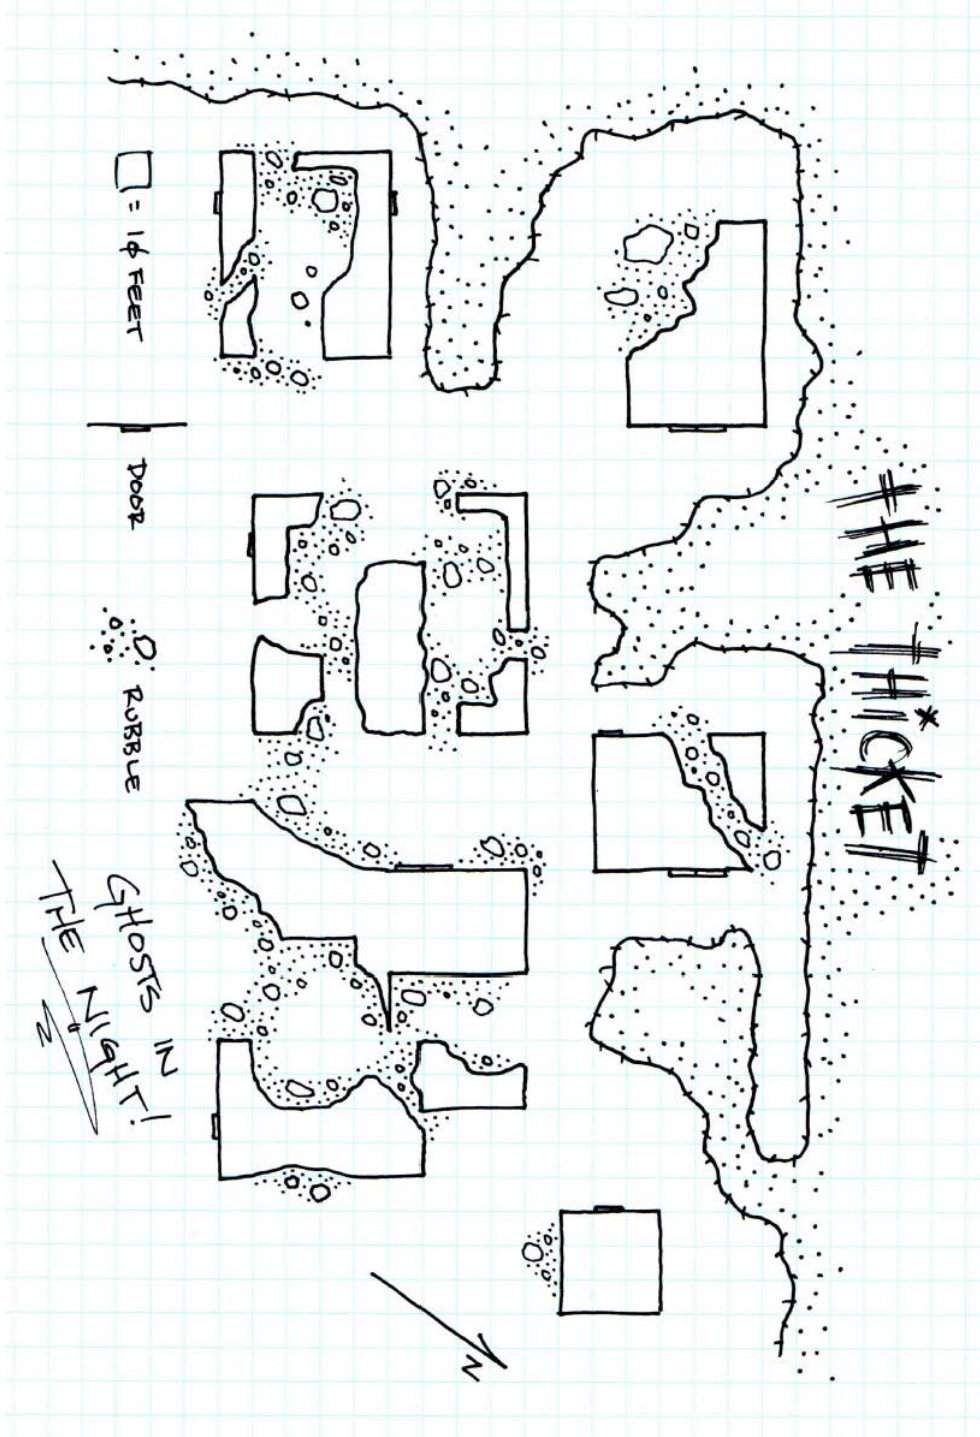 THE THICKET
N
= 10 FEET
DOOR
RUBBLE
GHOSTS IN
THE NIGHT!